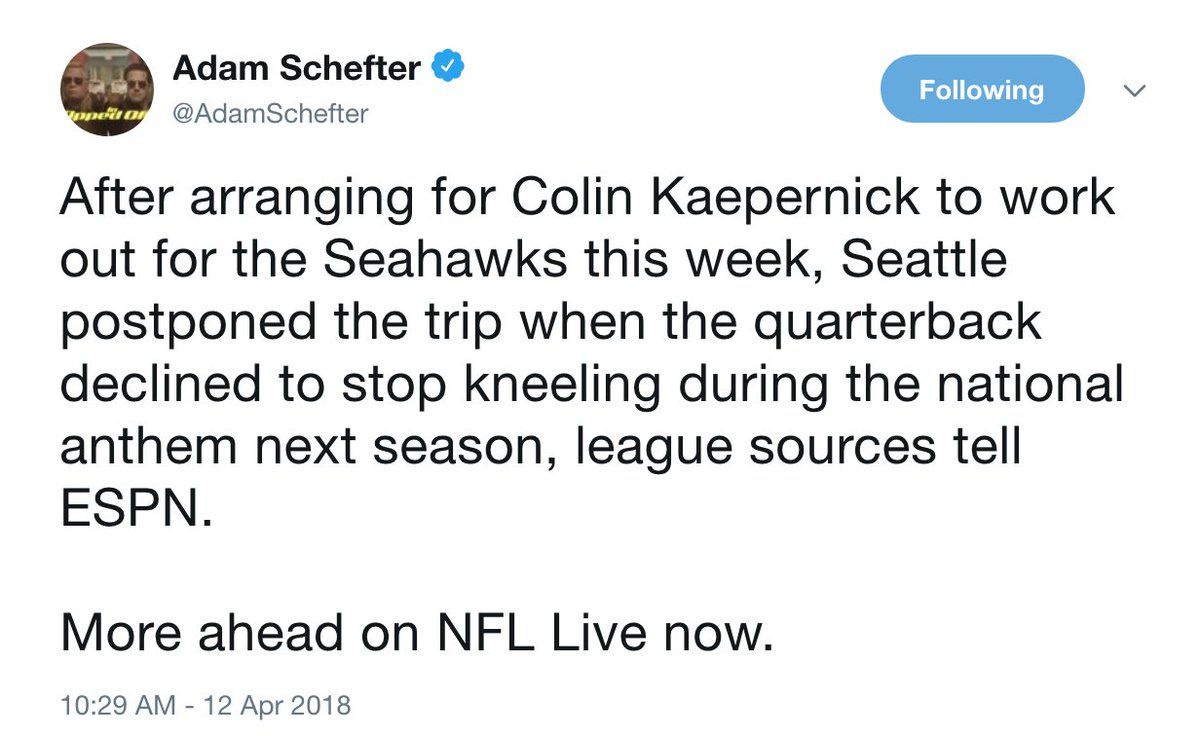 Adam Schefter
@AdamSchefter
Following
After arranging for Colin Kaepernick to work
out for the Seahawks this week, Seattle
postponed the trip when the quarterback
declined to stop kneeling during the national
anthem next season, league sources tell
ESPN.
More ahead on NFL Live now.
10:29 AM - 12 Apr 2018